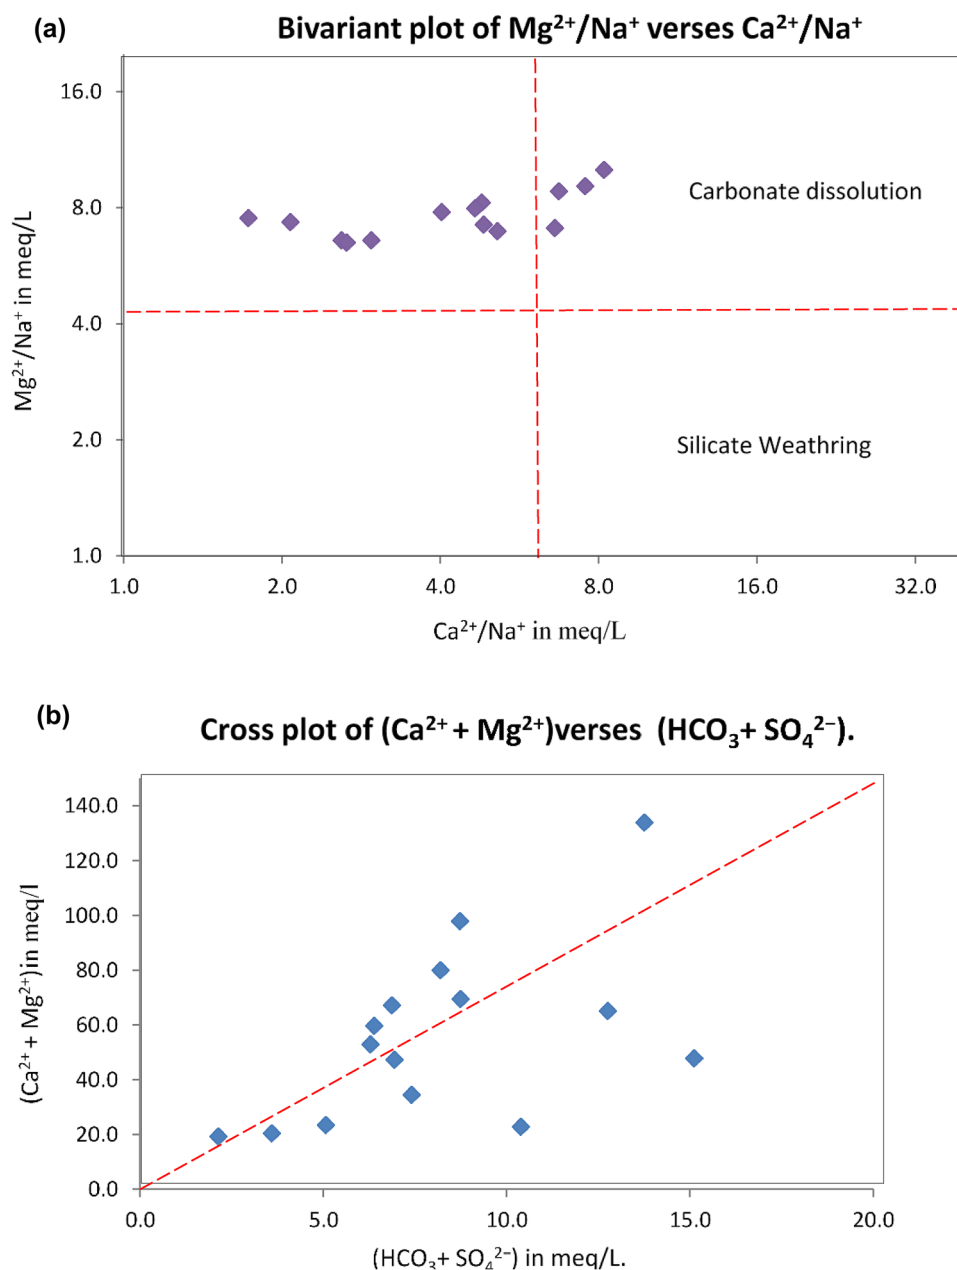 (a)
Bivariant plot of Mg²⁺/Na⁺ verses Ca²⁺/Na⁺
Mg²⁺/Na⁺ in meq/L
16.0
8.0
4.0
2.0
1.0
Carbonate dissolution
Silicate Weathring
1.0 2.0 4.0 8.0 16.0 32.0
Ca²⁺/Na⁺ in meq/L
(b)
Cross plot of (Ca²⁺ + Mg²⁺)verses (HCO₃+ SO₄²⁻).
(Ca²⁺ + Mg²⁺)in meq/l
140.0
120.0
100.0
80.0
60.0
40.0
20.0
0.0
0.0 5.0 10.0 15.0 20.0
(HCO₃+ SO₄²⁻) in meq/L.